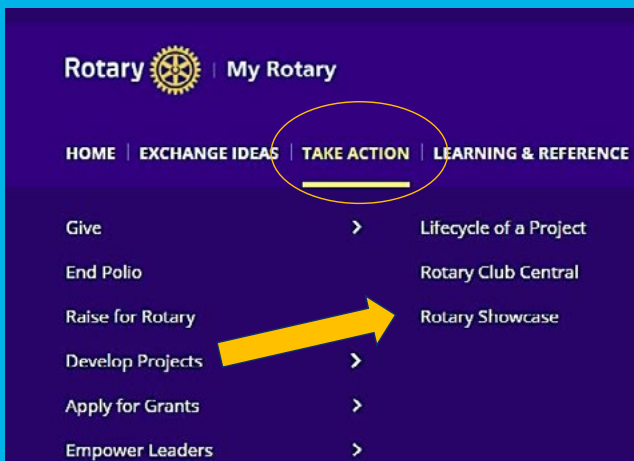 Rotary | My Rotary
HOME | EXCHANGE IDEAS | TAKE ACTION | LEARNING & REFERENCE
Give
End Polio
Raise for Rotary
Develop Projects
Apply for Grants
Empower Leaders
Lifecycle of a Project
Rotary Club Central
Rotary Showcase